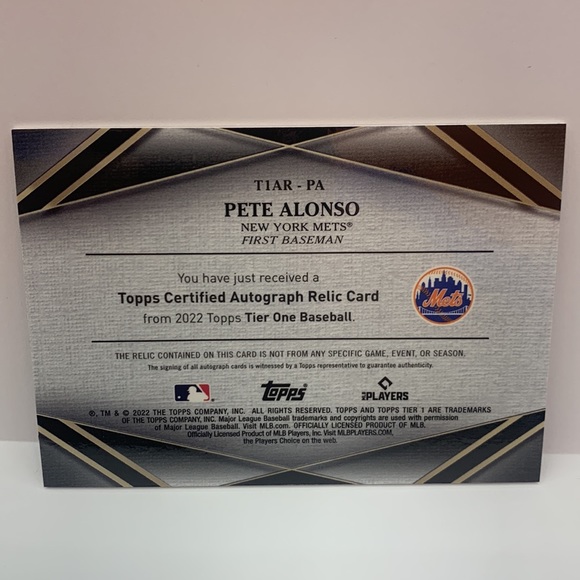 T1AR - PA
PETE ALONSO
NEW YORK METS®
FIRST BASEMAN
You have just received a
Topps Certified Autograph Relic Card
from 2022 Topps Tier One Baseball.
Mets
THE RELIC CONTAINED ON THIS CARD IS NOT FROM ANY SPECIFIC GAME, EVENT, OR SEASON.
The signing of all autograph cards is witnessed by a Topps representative to guarantee authenticity.
Topps
MLB PLAYERS
®, TM & © 2022 THE TOPPS COMPANY, INC. ALL RIGHTS RESERVED. TOPPS AND TOPPS TIER 1 ARE TRADEMARKS
OF THE TOPPS COMPANY, INC. Major League Baseball trademarks and copyrights are used with permission
of Major League Baseball. Visit MLB.com. OFFICIALLY LICENSED PRODUCT OF MLB.
Officially Licensed Product of MLB Players, Inc. Visit MLBPLAYERS.COM,
the Players Choice on the web.